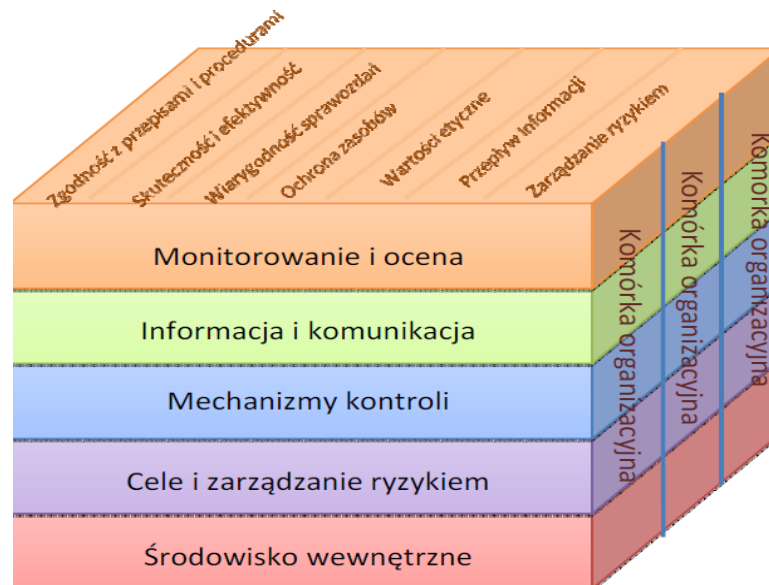 Zgodność z przepisami i procedurami
Skuteczność i efektywność
Wiarygodność sprawozdań
Ochrona zasobów
Wartości etyczne
Przepływ informacji
Zarządzanie ryzykiem
Monitorowanie i ocena
Informacja i komunikacja
Mechanizmy kontroli
Cele i zarządzanie ryzykiem
Środowisko wewnętrzne
Komórka organizacyjna
Komórka organizacyjna
Komorka organizacyjna